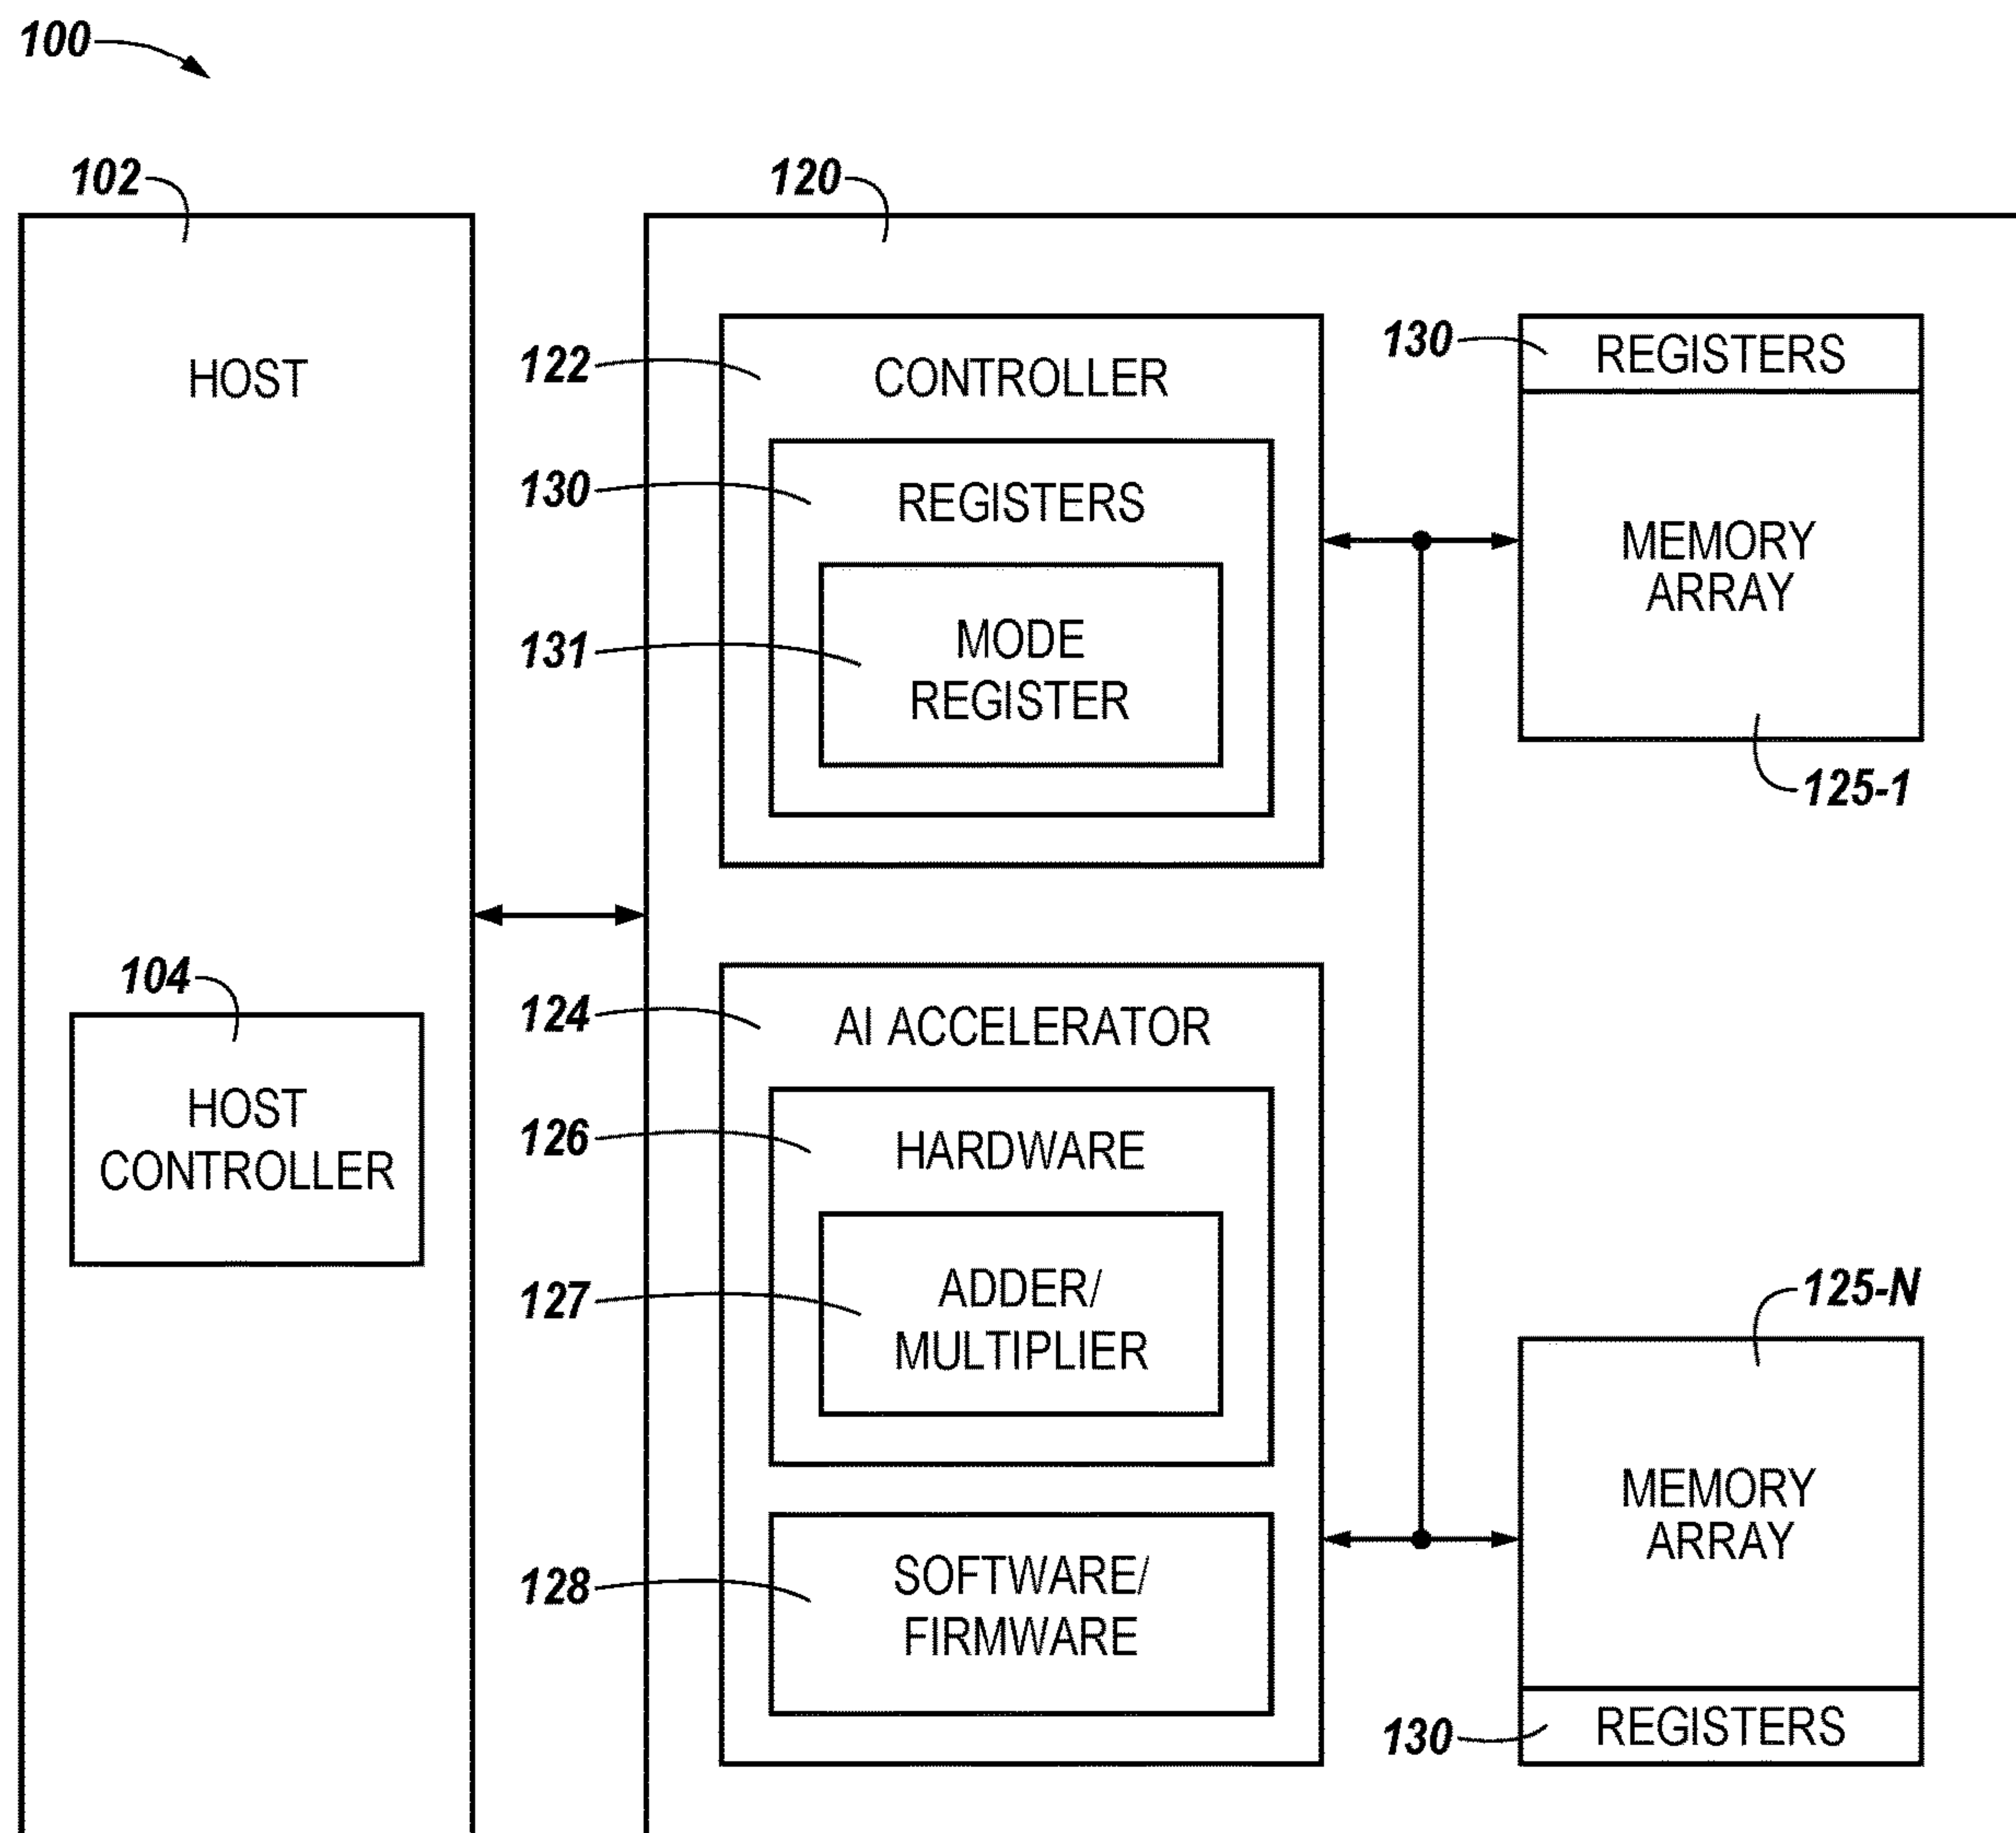 100
102
120
HOST
122
CONTROLLER
130
REGISTERS
130
REGISTERS
131
MODE
REGISTER
MEMORY
ARRAY
125-1
104
HOST
CONTROLLER
124
AI ACCELERATOR
126
HARDWARE
127
ADDER/
MULTIPLIER
128
SOFTWARE/
FIRMWARE
125-N
MEMORY
ARRAY
130
REGISTERS